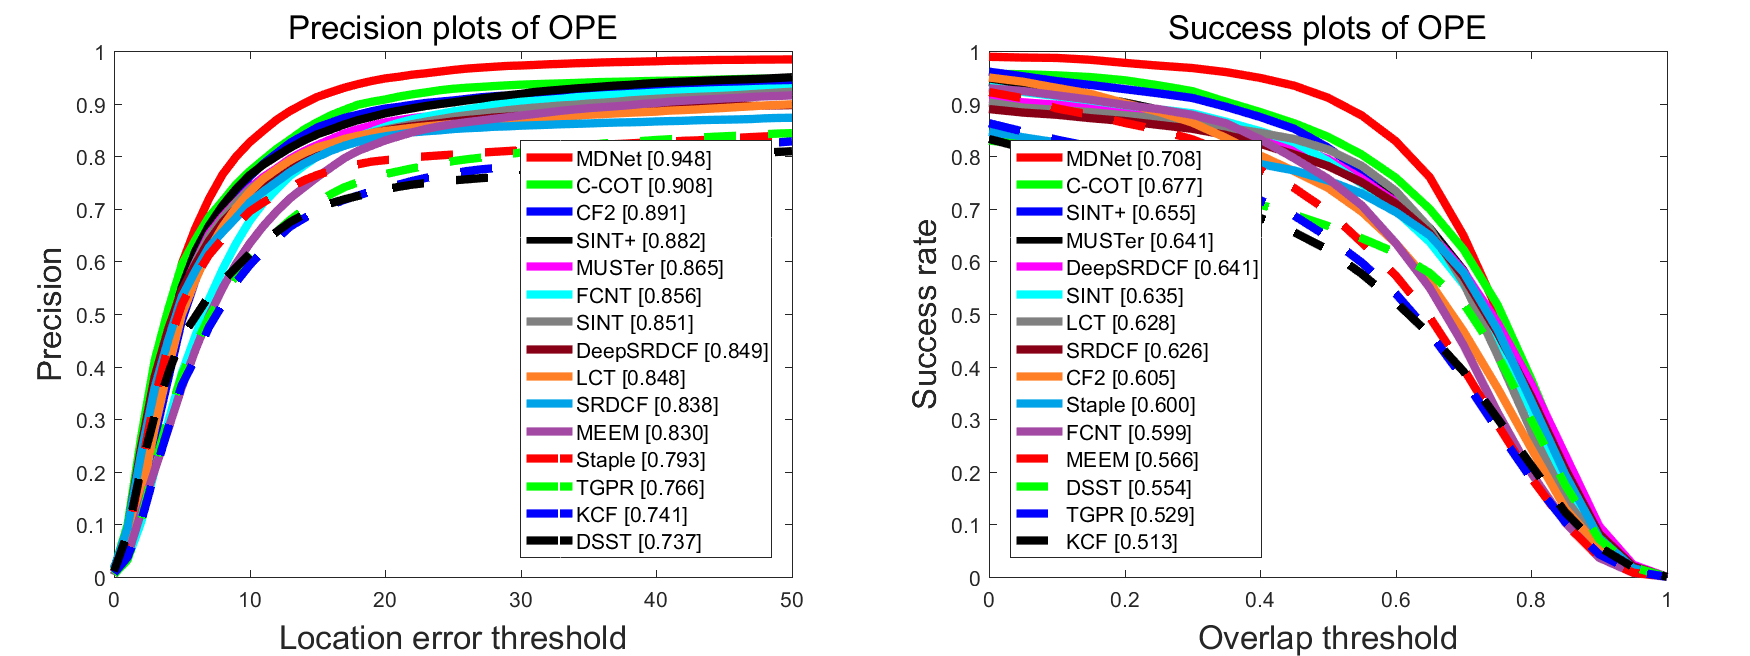 Precision plots of OPE
1
0.9
0.8
0.7
0.6
0.5
0.4
0.3
0.2
0.1
0
Precision
MDNet [0.948]
C-COT [0.908]
CF2 [0.891]
SINT+ [0.882]
MUSTer [0.865]
FCNT [0.856]
SINT [0.851]
DeepSRDCF [0.849]
LCT [0.848]
SRDCF [0.838]
MEEM [0.830]
Staple [0.793]
TGPR [0.766]
KCF [0.741]
DSST [0.737]
0 10 20 30 40 50
Location error threshold
Success plots of OPE
1
0.9
0.8
0.7
0.6
0.5
0.4
0.3
0.2
0.1
0
Success rate
MDNet [0.708]
C-COT [0.677]
SINT+ [0.655]
MUSTer [0.641]
DeepSRDCF [0.641]
SINT [0.635]
LCT [0.628]
SRDCF [0.626]
CF2 [0.605]
Staple [0.600]
FCNT [0.599]
MEEM [0.566]
DSST [0.554]
TGPR [0.529]
KCF [0.513]
0 0.2 0.4 0.6 0.8 1
Overlap threshold